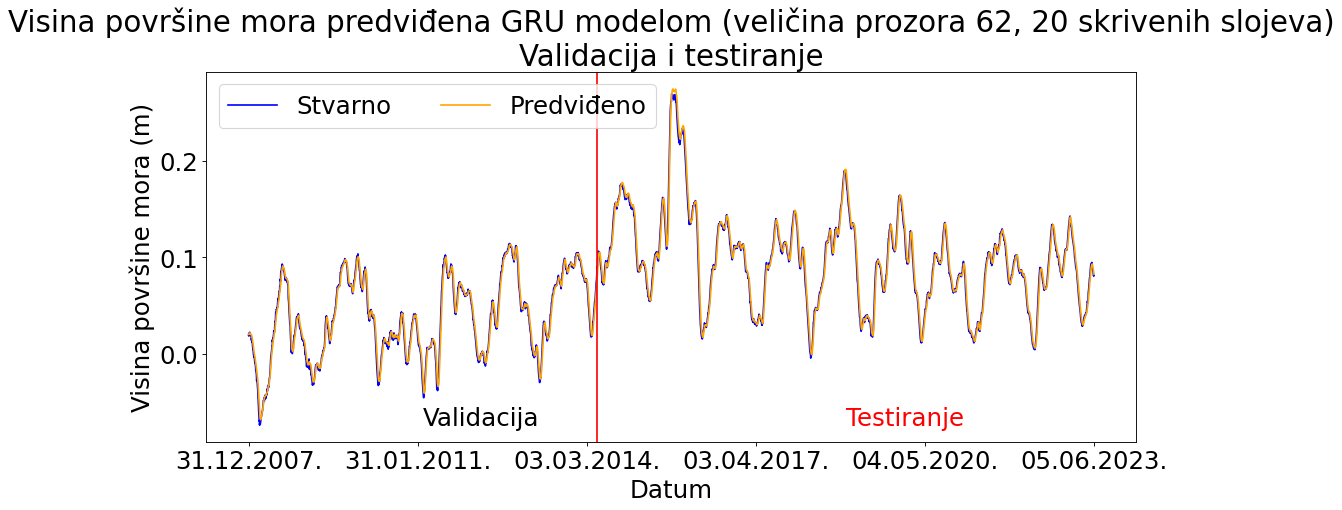 Visina površine mora predviđena GRU modelom (veličina prozora 62, 20 skrivenih slojeva)
Validacija i testiranje
Stvarno
Predviđeno
Visina površine mora (m)
0.2
0.1
0.0
Validacija
Testiranje
31.12.2007.
31.01.2011.
03.03.2014.
03.04.2017.
04.05.2020.
05.06.2023.
Datum